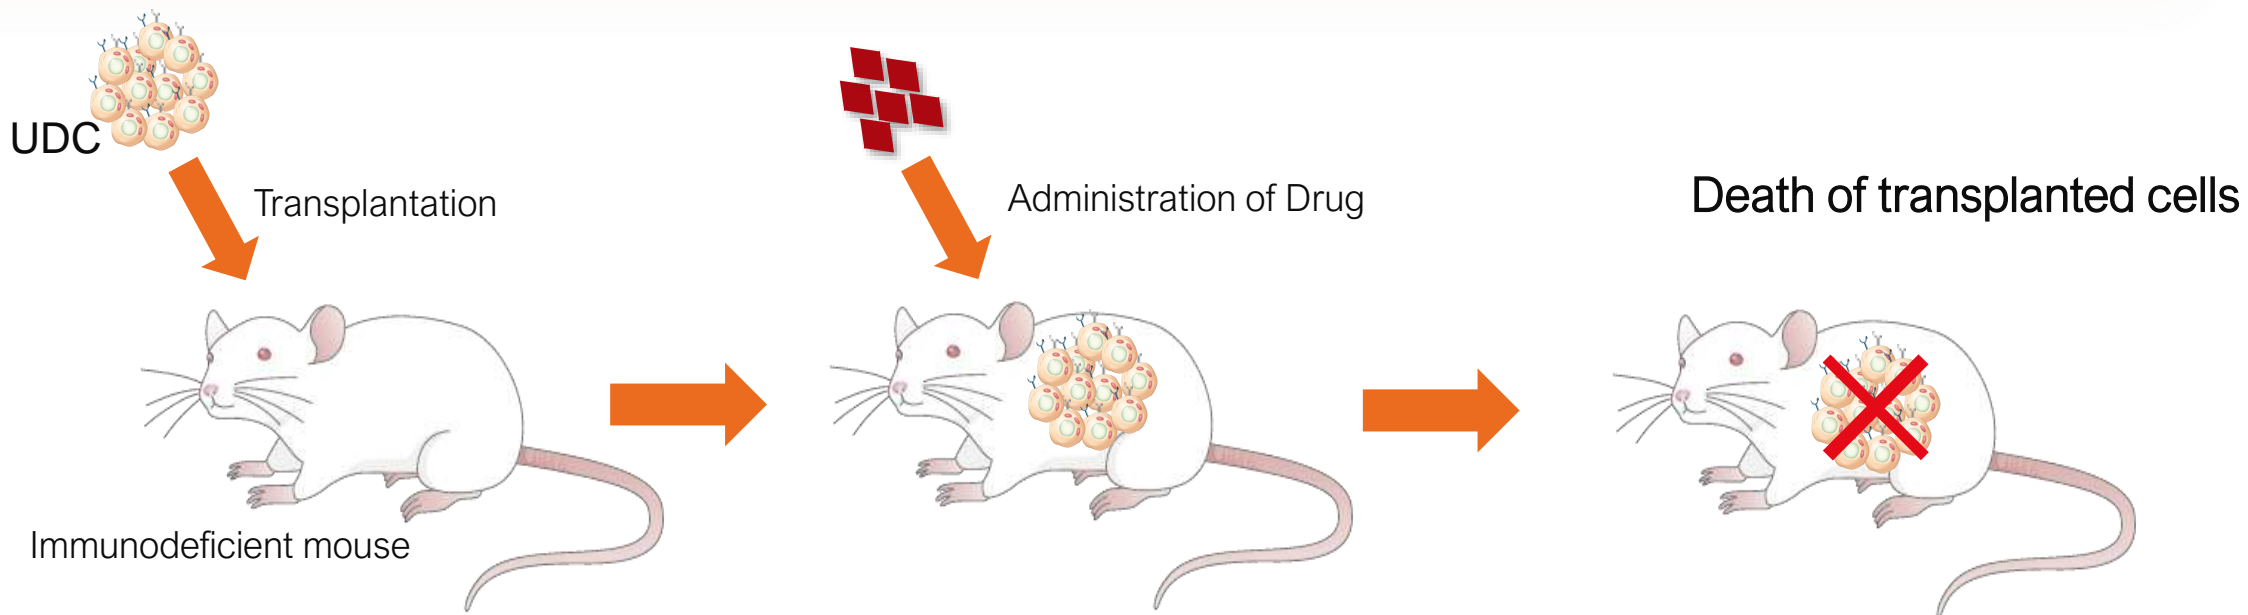 UDC
Transplantation
Administration of Drug
Death of transplanted cells
Immunodeficient mouse